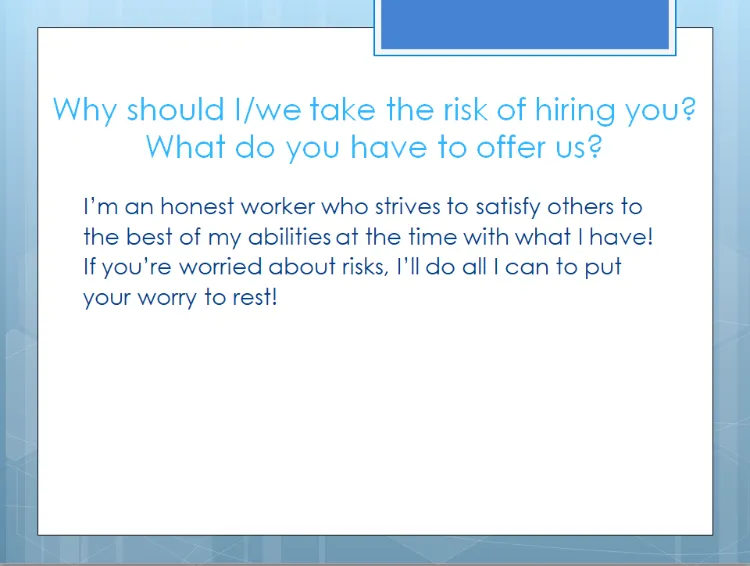 Why should I/we take the risk of hiring you?
What do you have to offer us?
I'm an honest worker who strives to satisfy others to
the best of my abilities at the time with what I have!
If you're worried about risks, I'll do all I can to put
your worry to rest!